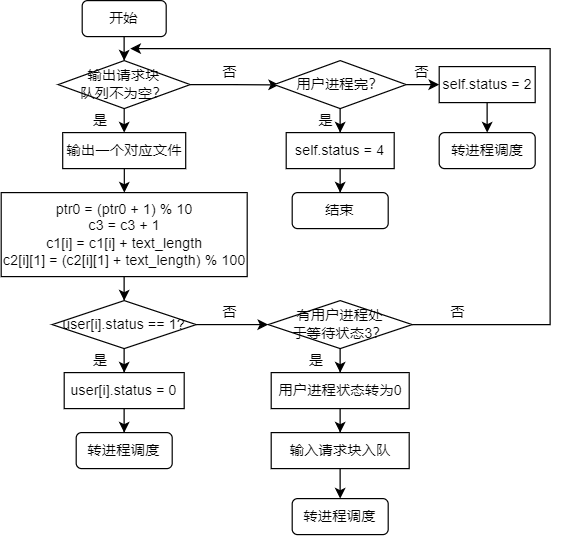 开始
输出请求块
队列不为空？
否
用户进程完？
否
self.status = 2
是
是
输出一个对应文件
self.status = 4
转进程调度
ptr0 = (ptr0 + 1) % 10
c3 = c3 + 1
c1[i] = c1[i] + text_length
c2[i][1] = (c2[i][1] + text_length) % 100
结束
user[i].status == 1?
否
有用户进程处
于等待状态3?
否
是
是
user[i].status = 0
用户进程状态转为0
转进程调度
输入请求块入队
转进程调度